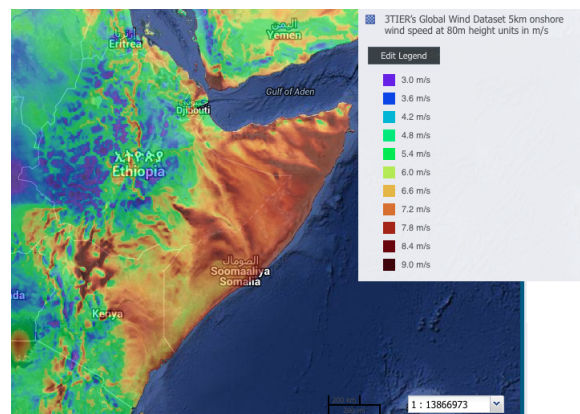 3TIER's Global Wind Dataset 5km onshore
wind speed at 80m height units in m/s
Edit Legend
3.0 m/s
3.6 m/s
4.2 m/s
4.8 m/s
5.4 m/s
6.0 m/s
6.6 m/s
7.2 m/s
7.8 m/s
8.4 m/s
9.0 m/s
اليمن
Yemen
Eritrea
Gulf of Aden
جيبوتي
Djibouti
ኢትዮጵያ
Ethiopia
الصومال
Soomaaliya
Somalia
Kenya
1 : 13866973